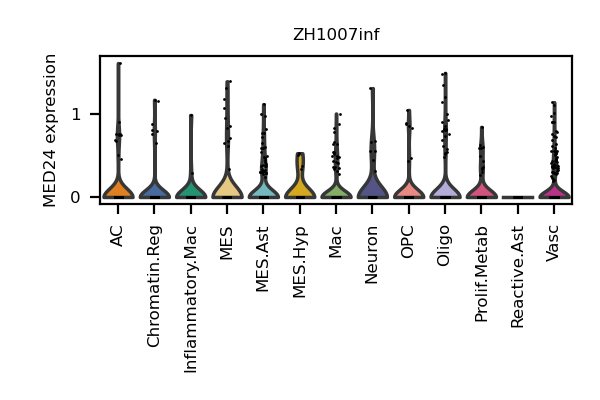 ZH1007inf
MED24 expression
1
0
AC
Chromatin.Reg
Inflammatory.Mac
MES
MES.Ast
MES.Hyp
Mac
Neuron
OPC
Oligo
Prolif.Metab
Reactive.Ast
Vasc